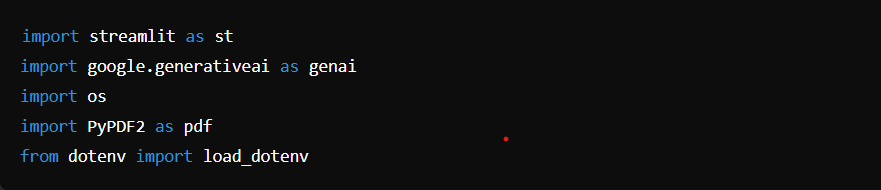 import streamlit as st
import google.generativeai as genai
import os
import PyPDF2 as pdf
from dotenv import load_dotenv